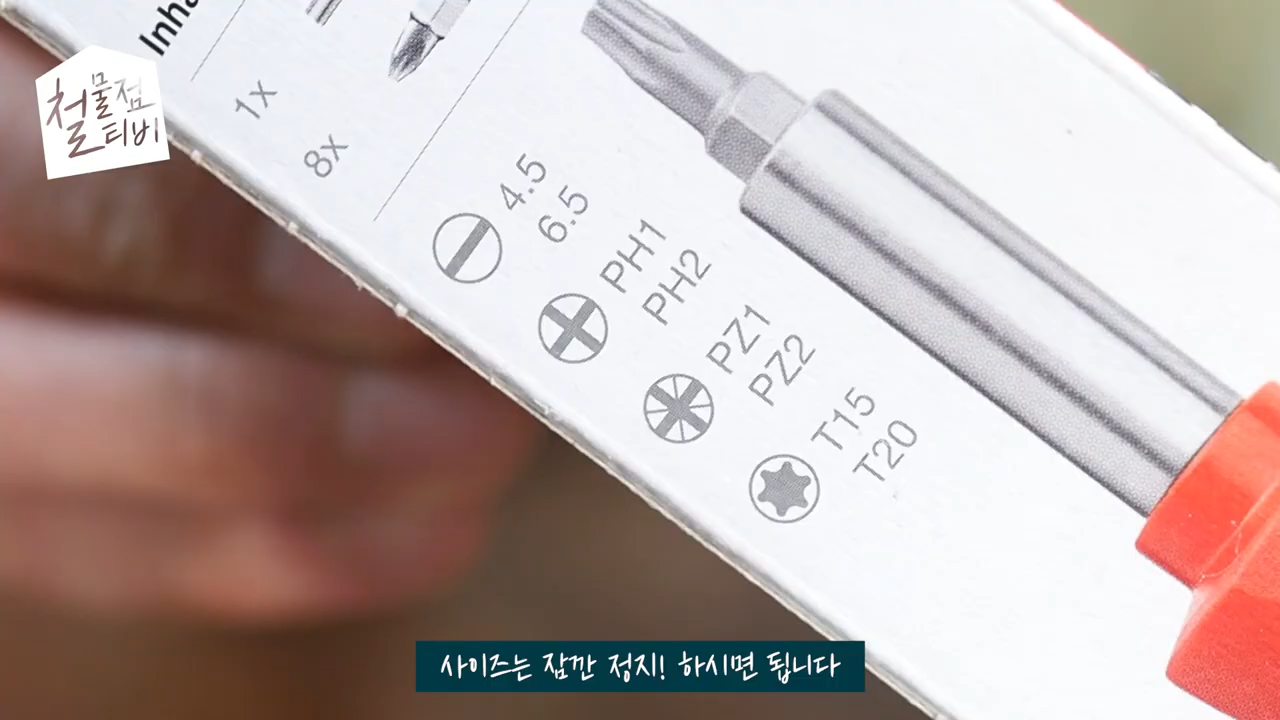 철물점
티비
Inha
1x
8x
4.5
6.5
PH1
PH2
PZ1
PZ2
T15
T20
사이즈는 잠깐 정지! 하시면 됩니다